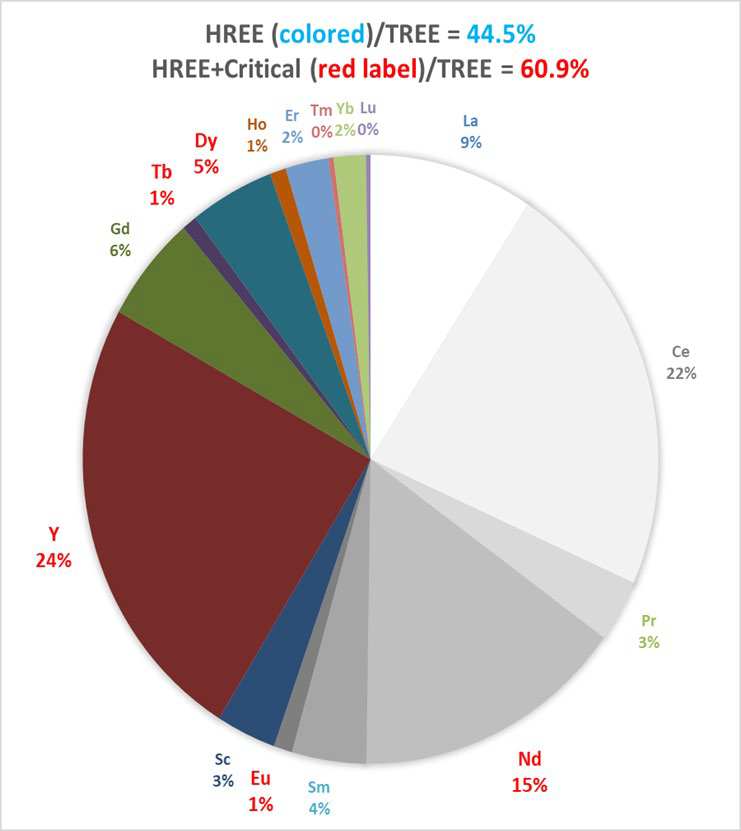 HREE (colored)/TREE = 44.5%
HREE+Critical (red label)/TREE = 60.9%
La
9%
Ce
22%
Pr
3%
Nd
15%
Sm
4%
Eu
1%
Sc
3%
Y
24%
Gd
6%
Tb
1%
Dy
5%
Ho
1%
Er
2%
Tm
0%
Yb
2%
Lu
0%